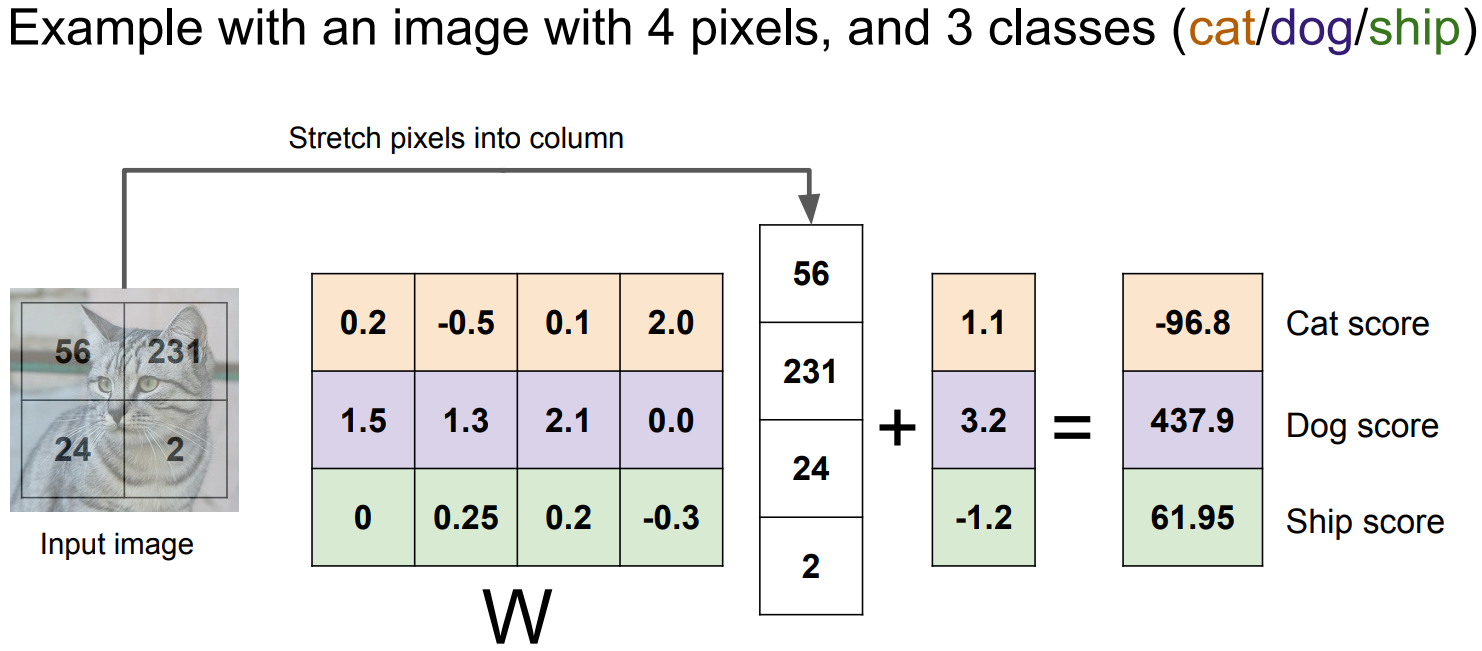 Example with an image with 4 pixels, and 3 classes (cat/dog/ship)
Stretch pixels into column
56 231
24 2
Input image
0.2 -0.5 0.1 2.0
1.5 1.3 2.1 0.0
0 0.25 0.2 -0.3
W
56
231
24
2
+
1.1
3.2
-1.2
=
-96.8 Cat score
437.9 Dog score
61.95 Ship score